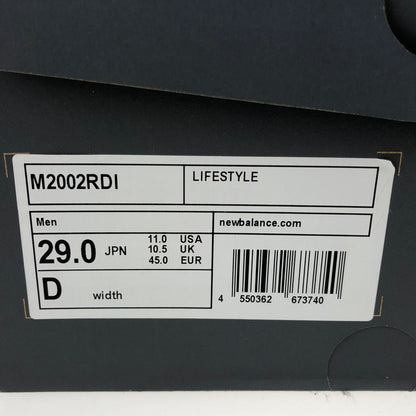 M2002RDI LIFESTYLE
Men newbalance.com
29.0 JPN 11.0 USA
10.5 UK
45.0 EUR
D width
4 550362 673740